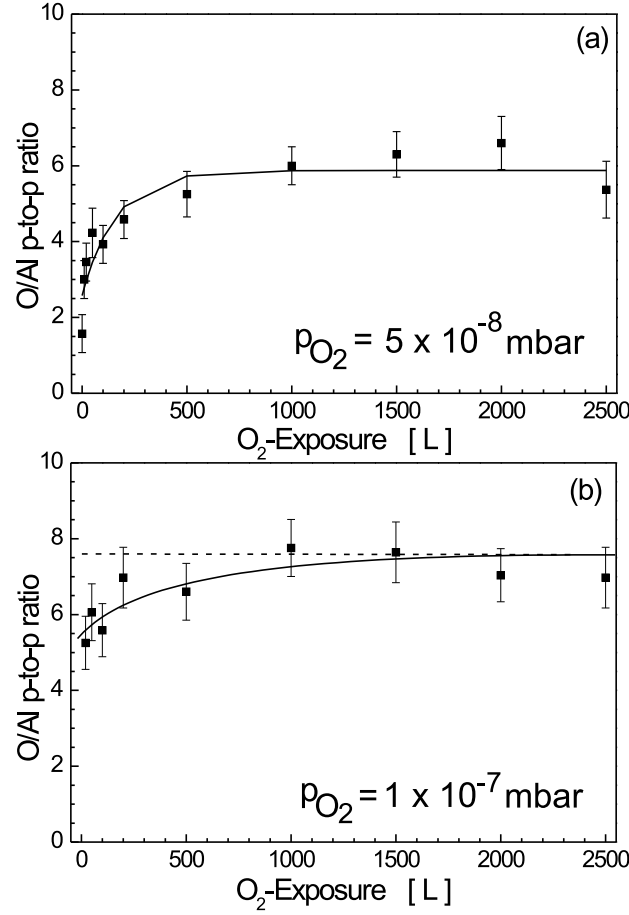 10
(a)
8
6
4
2
0
O/Al p-to-p ratio
pO2 = 5 x 10-8 mbar
0 500 1000 1500 2000 2500
O2-Exposure [ L ]
10
(b)
8
6
4
2
0
O/Al p-to-p ratio
pO2 = 1 x 10-7 mbar
0 500 1000 1500 2000 2500
O2-Exposure [ L ]